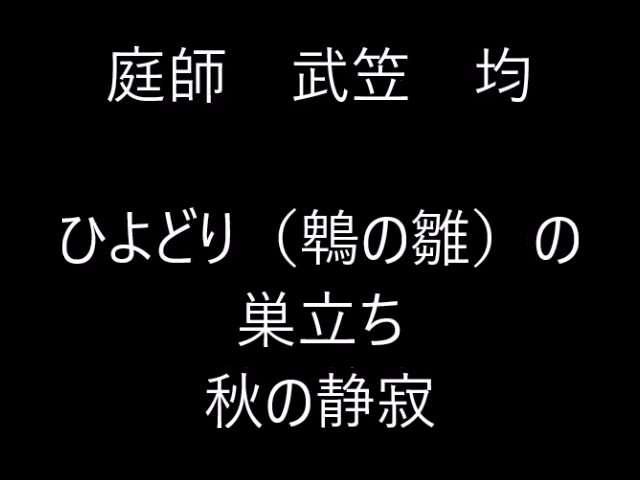 庭師　武笠　均
ひよどり（鵯の雛）の
巣立ち
秋の静寂